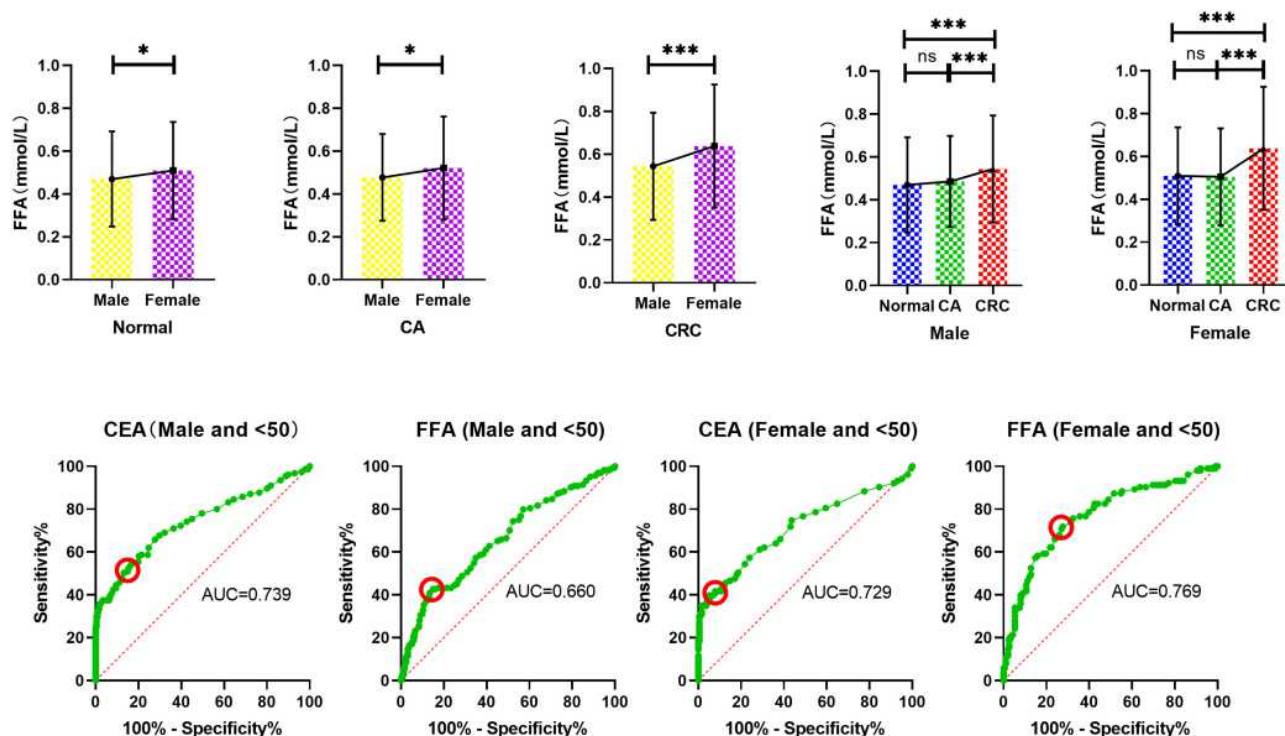 *
1.0
0.8
0.6
0.4
0.2
0.0
FFA（mmol/L）
Male Female
Normal
*
1.0
0.8
0.6
0.4
0.2
0.0
FFA（mmol/L）
Male Female
CA
***
1.0
0.8
0.6
0.4
0.2
0.0
FFA（mmol/L）
Male Female
CRC
***
ns ***
1.0
0.8
0.6
0.4
0.2
0.0
FFA（mmol/L）
Normal CA CRC
Male
***
ns ***
1.0
0.8
0.6
0.4
0.2
0.0
FFA（mmol/L）
Normal CA CRC
Female
CEA（Male and <50）
100
80
60
40
20
0
Sensitivity%
AUC=0.739
0 20 40 60 80 100
100% - Specificity%
FFA (Male and <50)
100
80
60
40
20
0
Sensitivity%
AUC=0.660
0 20 40 60 80 100
100% - Specificity%
CEA (Female and <50)
100
80
60
40
20
0
Sensitivity%
AUC=0.729
0 20 40 60 80 100
100% - Specificity%
FFA (Female and <50)
100
80
60
40
20
0
Sensitivity%
AUC=0.769
0 20 40 60 80 100
100% - Specificity%